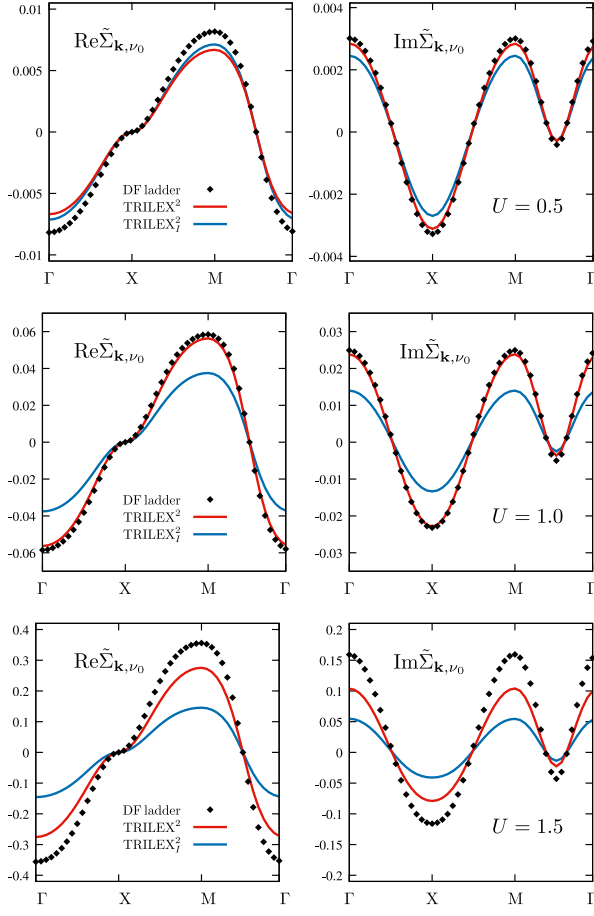 0.01
0.005
0
-0.005
-0.01
ReΣ̃k,ν0
DF ladder
TRILEX²
TRILEX²I
Γ X M Γ
0.004
0.002
0
-0.002
-0.004
ImΣ̃k,ν0
U = 0.5
Γ X M Γ
0.06
0.04
0.02
0
-0.02
-0.04
-0.06
ReΣ̃k,ν0
DF ladder
TRILEX²
TRILEX²I
Γ X M Γ
0.03
0.02
0.01
0
-0.01
-0.02
-0.03
ImΣ̃k,ν0
U = 1.0
Γ X M Γ
0.4
0.3
0.2
0.1
0
-0.1
-0.2
-0.3
-0.4
ReΣ̃k,ν0
DF ladder
TRILEX²
TRILEX²I
Γ X M Γ
0.2
0.15
0.1
0.05
0
-0.05
-0.1
-0.15
-0.2
ImΣ̃k,ν0
U = 1.5
Γ X M Γ